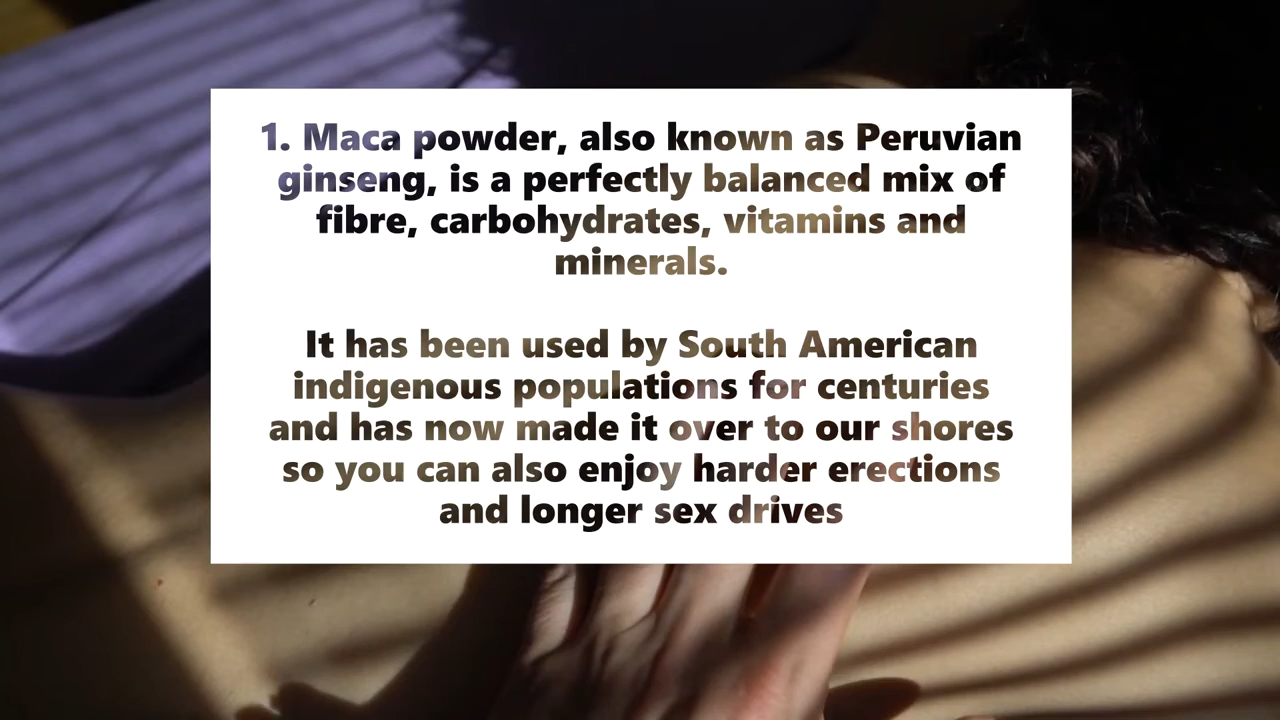 1. Maca powder, also known as Peruvian
ginseng, is a perfectly balanced mix of
fibre, carbohydrates, vitamins and
minerals.
It has been used by South American
indigenous populations for centuries
and has now made it over to our shores
so you can also enjoy harder erections
and longer sex drives